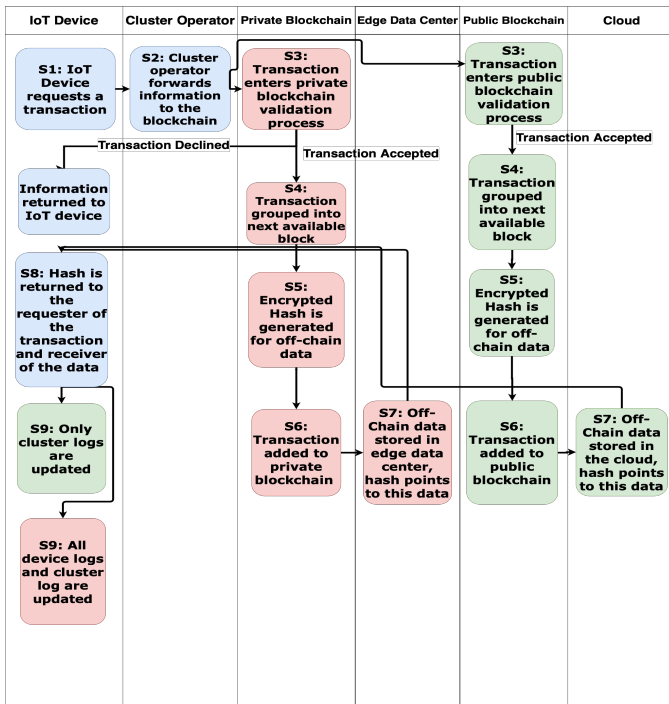 IoT Device
Cluster Operator
Private Blockchain
Edge Data Center
Public Blockchain
Cloud
S1: IoT
Device
requests a
transaction
S2: Cluster
operator
forwards
information
to the
blockchain
S3:
Transaction
enters private
blockchain
validation
process
S3:
Transaction
enters public
blockchain
validation
process
Transaction Declined
Transaction Accepted
Transaction Accepted
Information
returned to
IoT device
S4:
Transaction
grouped into
next available
block
S4:
Transaction
grouped
into next
available
block
S8: Hash is
returned to
the
requester of
the
transaction
and receiver
of the data
S5:
Encrypted
Hash is
generated
for off-chain
data
S5:
Encrypted
Hash is
generated
for off-
chain data
S9: Only
cluster logs
are
updated
S6:
Transaction
added to
private
blockchain
S7: Off-
Chain data
stored in
edge data
center,
hash points
to this data
S6:
Transaction
added to
public
blockchain
S7: Off-
Chain data
stored in
the cloud,
hash points
to this data
S9: All
device logs
and cluster
log are
updated